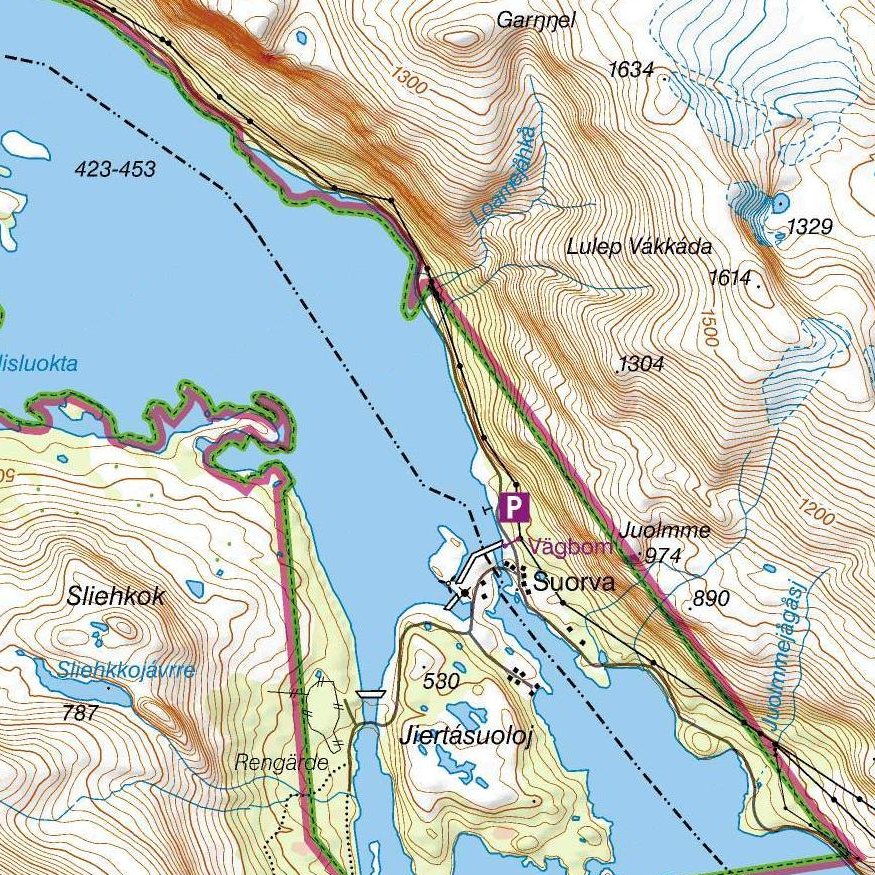 Garŋŋel
1634
1300
Loamejåhkå
423-453
1329
Lulep Vákkáda
1614
1500
1304
lisluokta
50
P
1200
Juolmme
Vägbom
974
Suorva
Sliehkok
890
Sliehkkojávrre
530
787
Jiertásuoloj
Rengärde